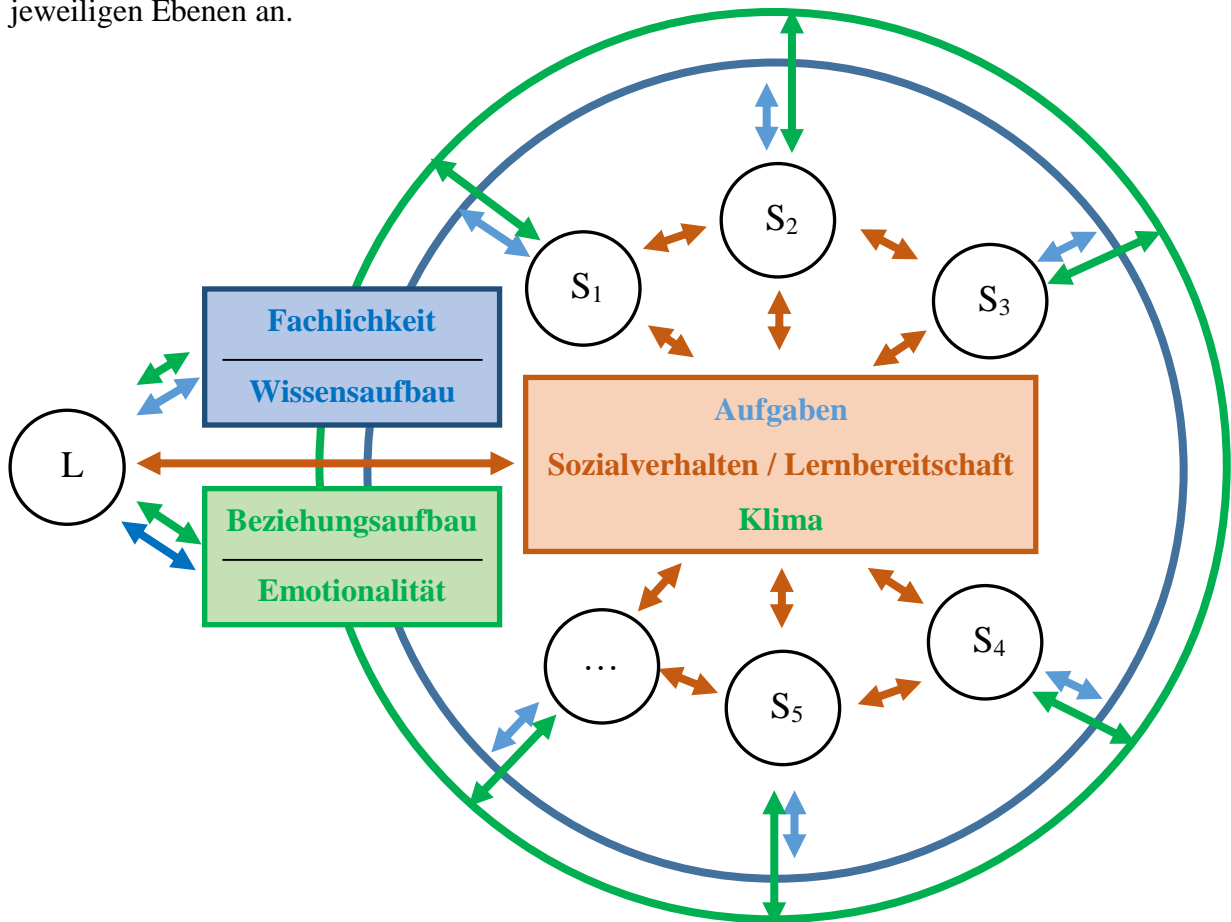 jeweiligen Ebenen an.
S2
S1
S3
Fachlichkeit
Wissensaufbau
L
Aufgaben
Sozialverhalten / Lernbereitschaft
Klima
Beziehungsaufbau
Emotionalität
S4
…
S5